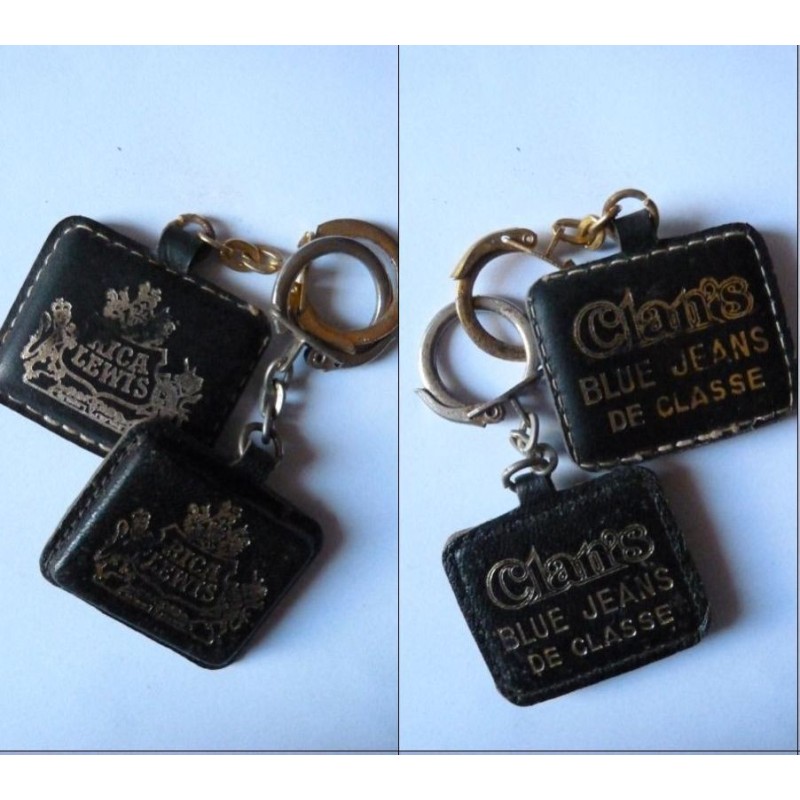 RICA
LEWIS
RICA
LEWIS
Clan's
BLUE JEANS
DE CLASSE
Clan's
BLUE JEANS
DE CLASSE